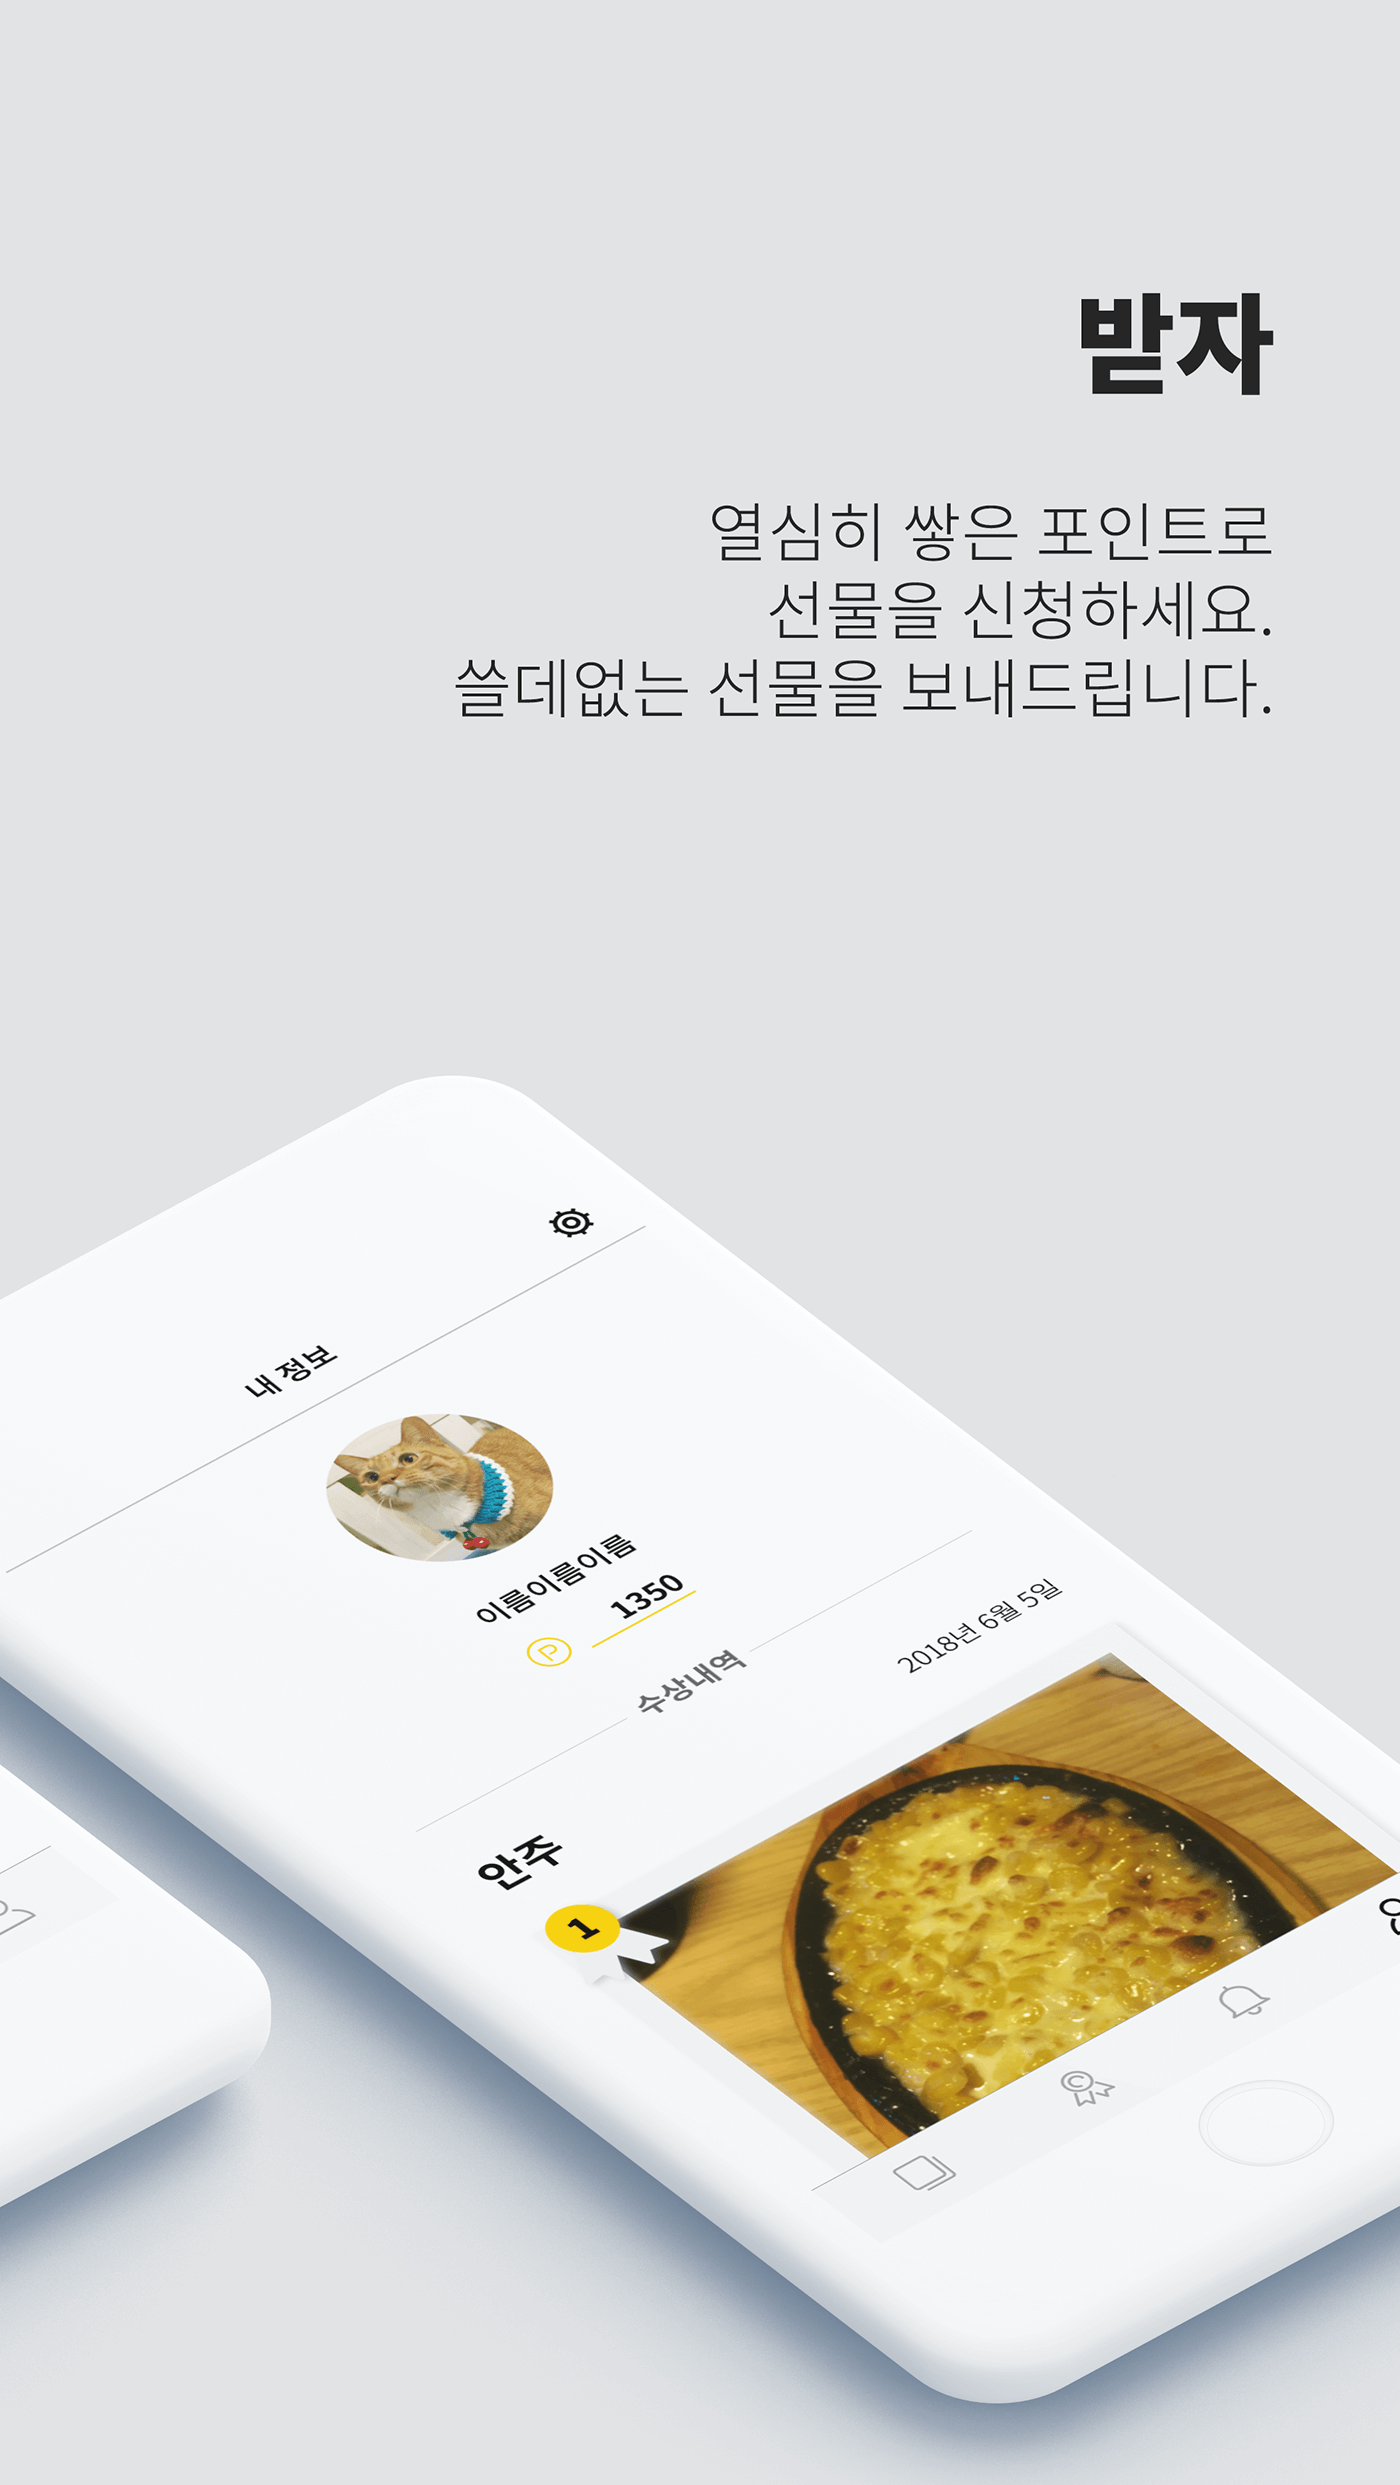 받자
열심히 쌓은 포인트로
선물을 신청하세요.
쓸데없는 선물을 보내드립니다.
내 정보
이름이름이름
P 1350
수상내역
2018년 6월 5일
안주
1
C